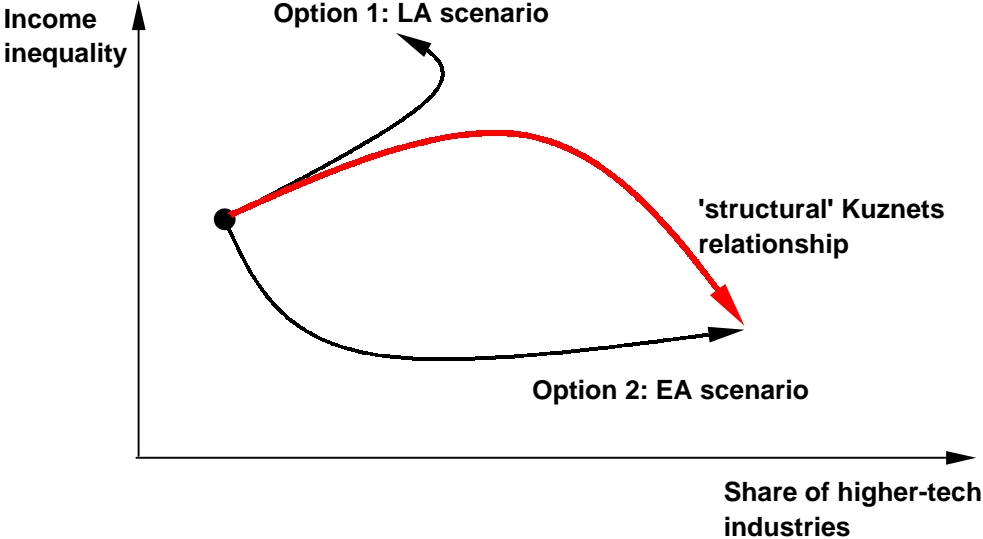 Income
inequality
Option 1: LA scenario
'structural' Kuznets
relationship
Option 2: EA scenario
Share of higher-tech
industries